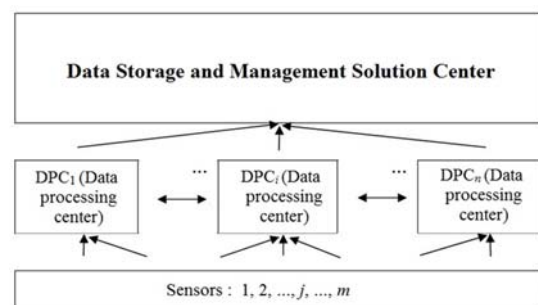 Data Storage and Management Solution Center
... ...
DPC1 (Data
processing
center)
DPCi (Data
processing
center)
DPCn (Data
processing
center)
Sensors : 1, 2, ..., j, ..., m